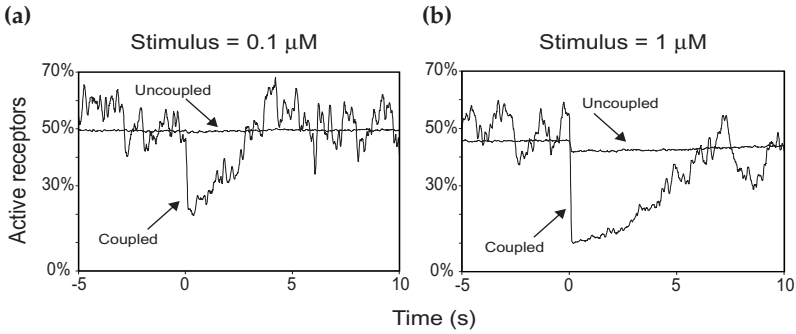 (a)
Stimulus = 0.1 μM
70%
50%
30%
0%
Uncoupled
Coupled
-5
0
5
10
Active receptors
(b)
Stimulus = 1 μM
70%
50%
30%
0%
Uncoupled
Coupled
-5
0
5
10
Time (s)